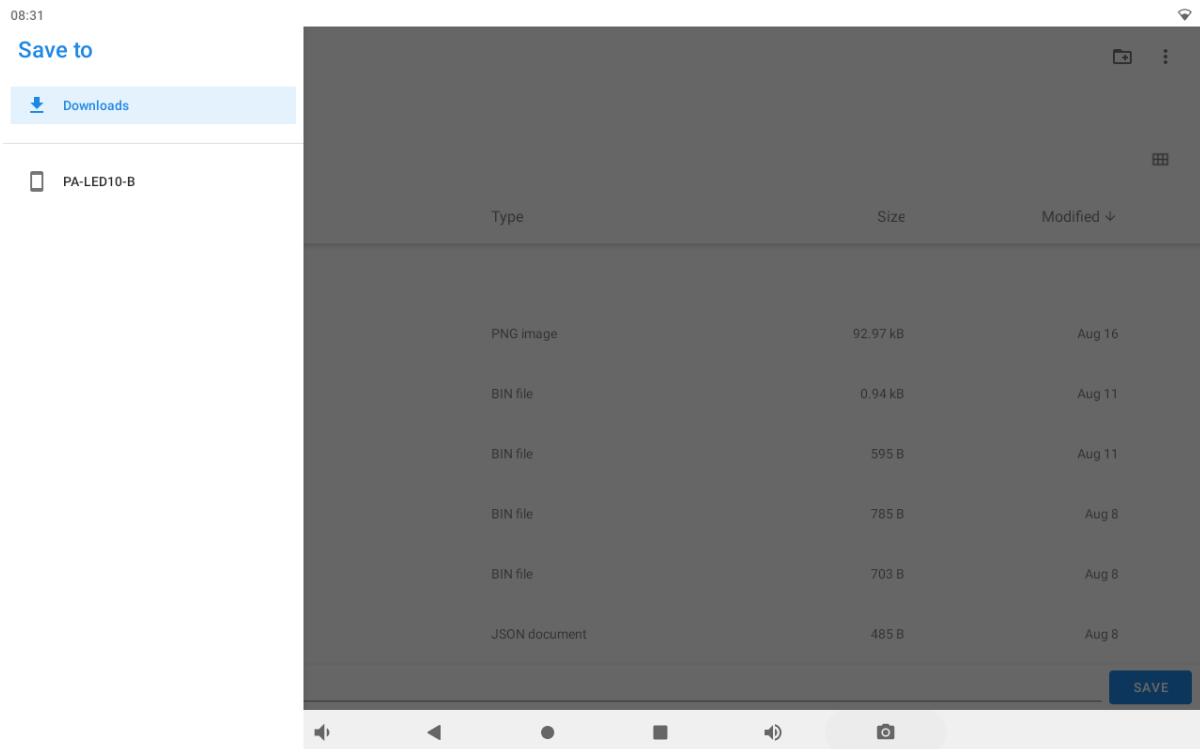 08:31
Save to
Downloads
PA-LED10-B
Type Size Modified
PNG image 92.97 kB Aug 16
BIN file 0.94 kB Aug 11
BIN file 595 B Aug 11
BIN file 785 B Aug 8
BIN file 703 B Aug 8
JSON document 485 B Aug 8
SAVE